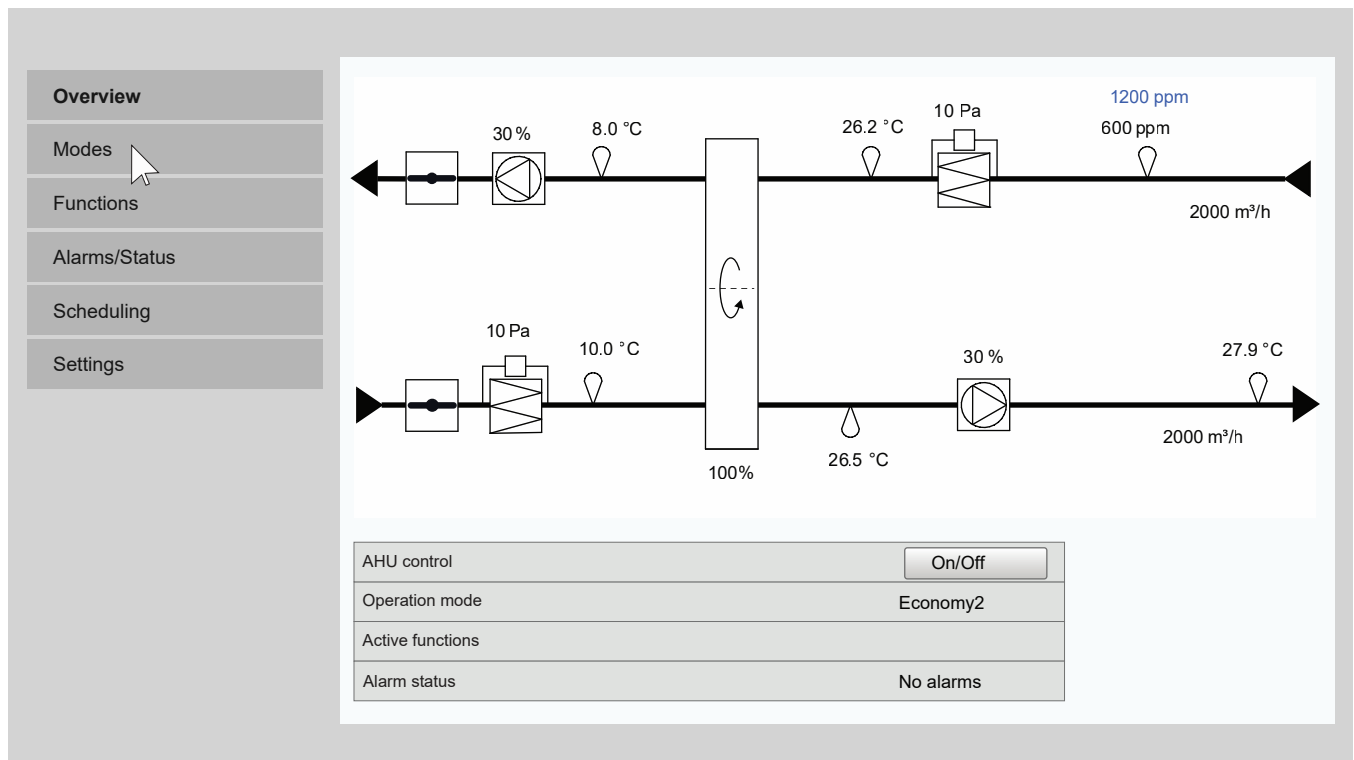 Overview
Modes
Functions
Alarms/Status
Scheduling
Settings
1200 ppm
10 Pa
30 %
8.0 °C
26.2 °C
600 ppm
2000 m³/h
10 Pa
10.0 °C
30 %
27.9 °C
2000 m³/h
26.5 °C
100%
AHU control On/Off
Operation mode Economy2
Active functions
Alarm status No alarms